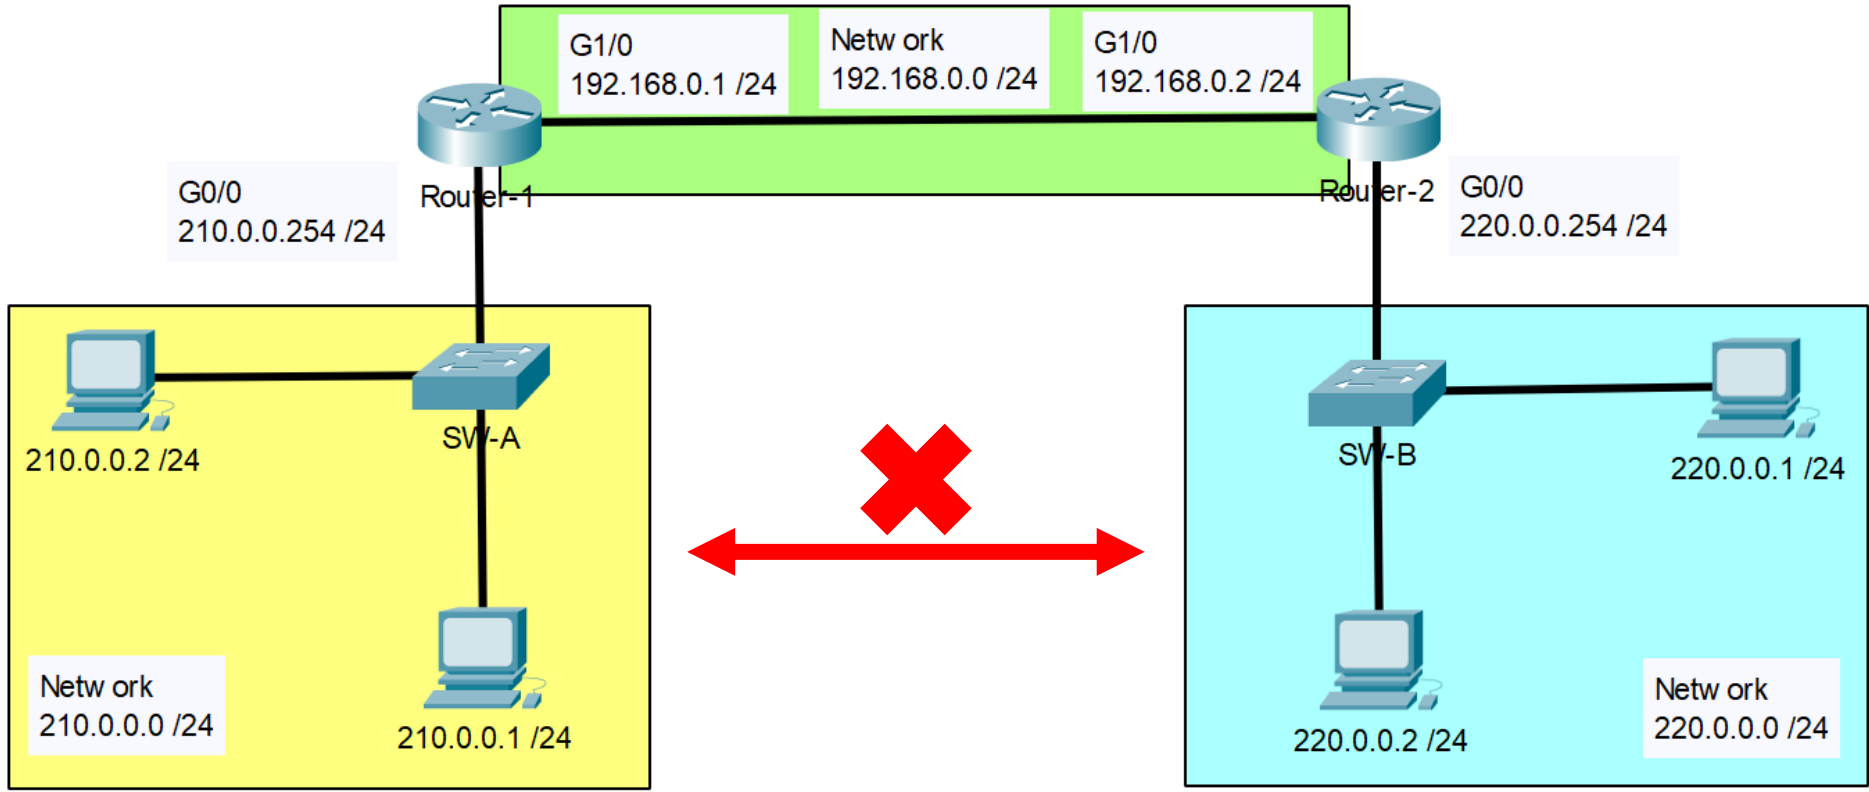 G1/0
192.168.0.1 /24
Netw ork
192.168.0.0 /24
G1/0
192.168.0.2 /24
Router-1
Router-2
G0/0
210.0.0.254 /24
G0/0
220.0.0.254 /24
SW-A
210.0.0.2 /24
210.0.0.1 /24
Netw ork
210.0.0.0 /24
SW-B
220.0.0.1 /24
220.0.0.2 /24
Netw ork
220.0.0.0 /24